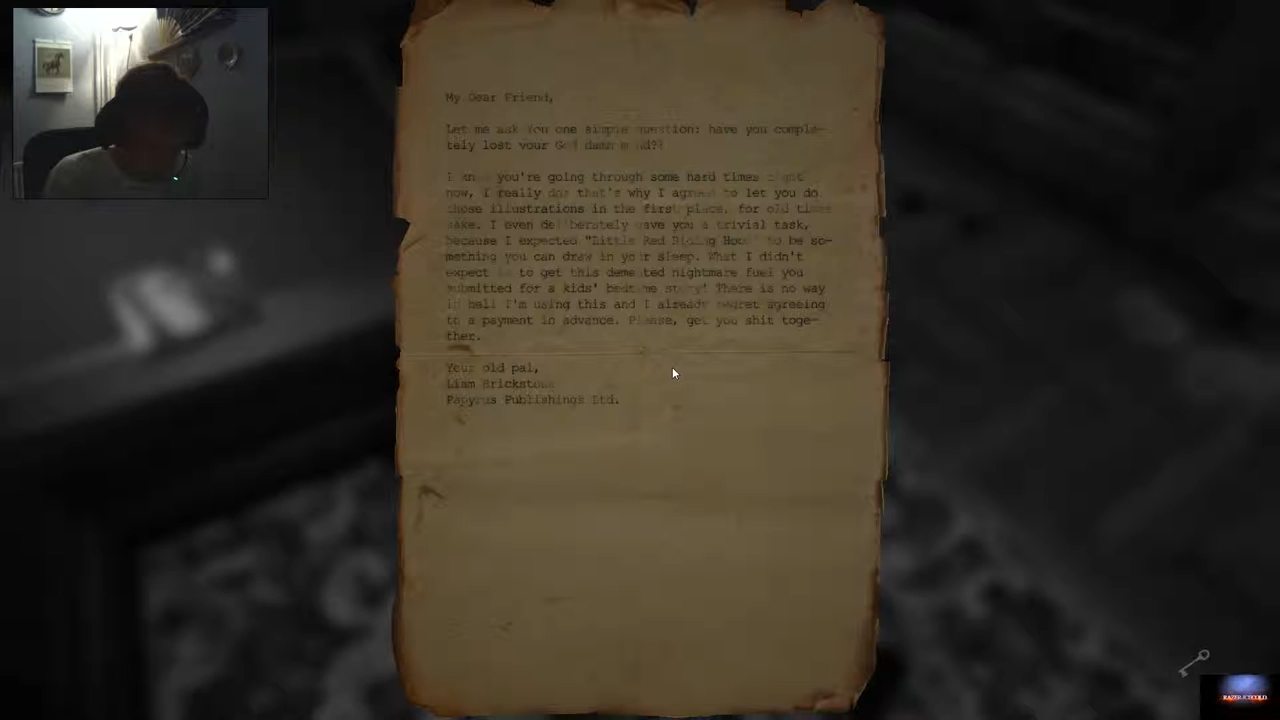 My Dear Friend,
Let me ask You one simple question: have you comple-
tely lost your God damn mind??
I know you're going through some hard times right
now, I really do; that's why I agreed to let you do
those illustrations in the first place, for old times
sake. I even deliberately gave you a trivial task,
because I expected "Little Red Riding Hood" to be so-
mething you can draw in your sleep. What I didn't
expect is to get this demented nightmare fuel you
submitted for a kids' bedtime story! There is no way
in hell I'm using this and I already regret agreeing
to a payment in advance. Please, get you shit toge-
ther.
Your old pal,
Liam Brickstone
Papyrus Publishings Ltd.